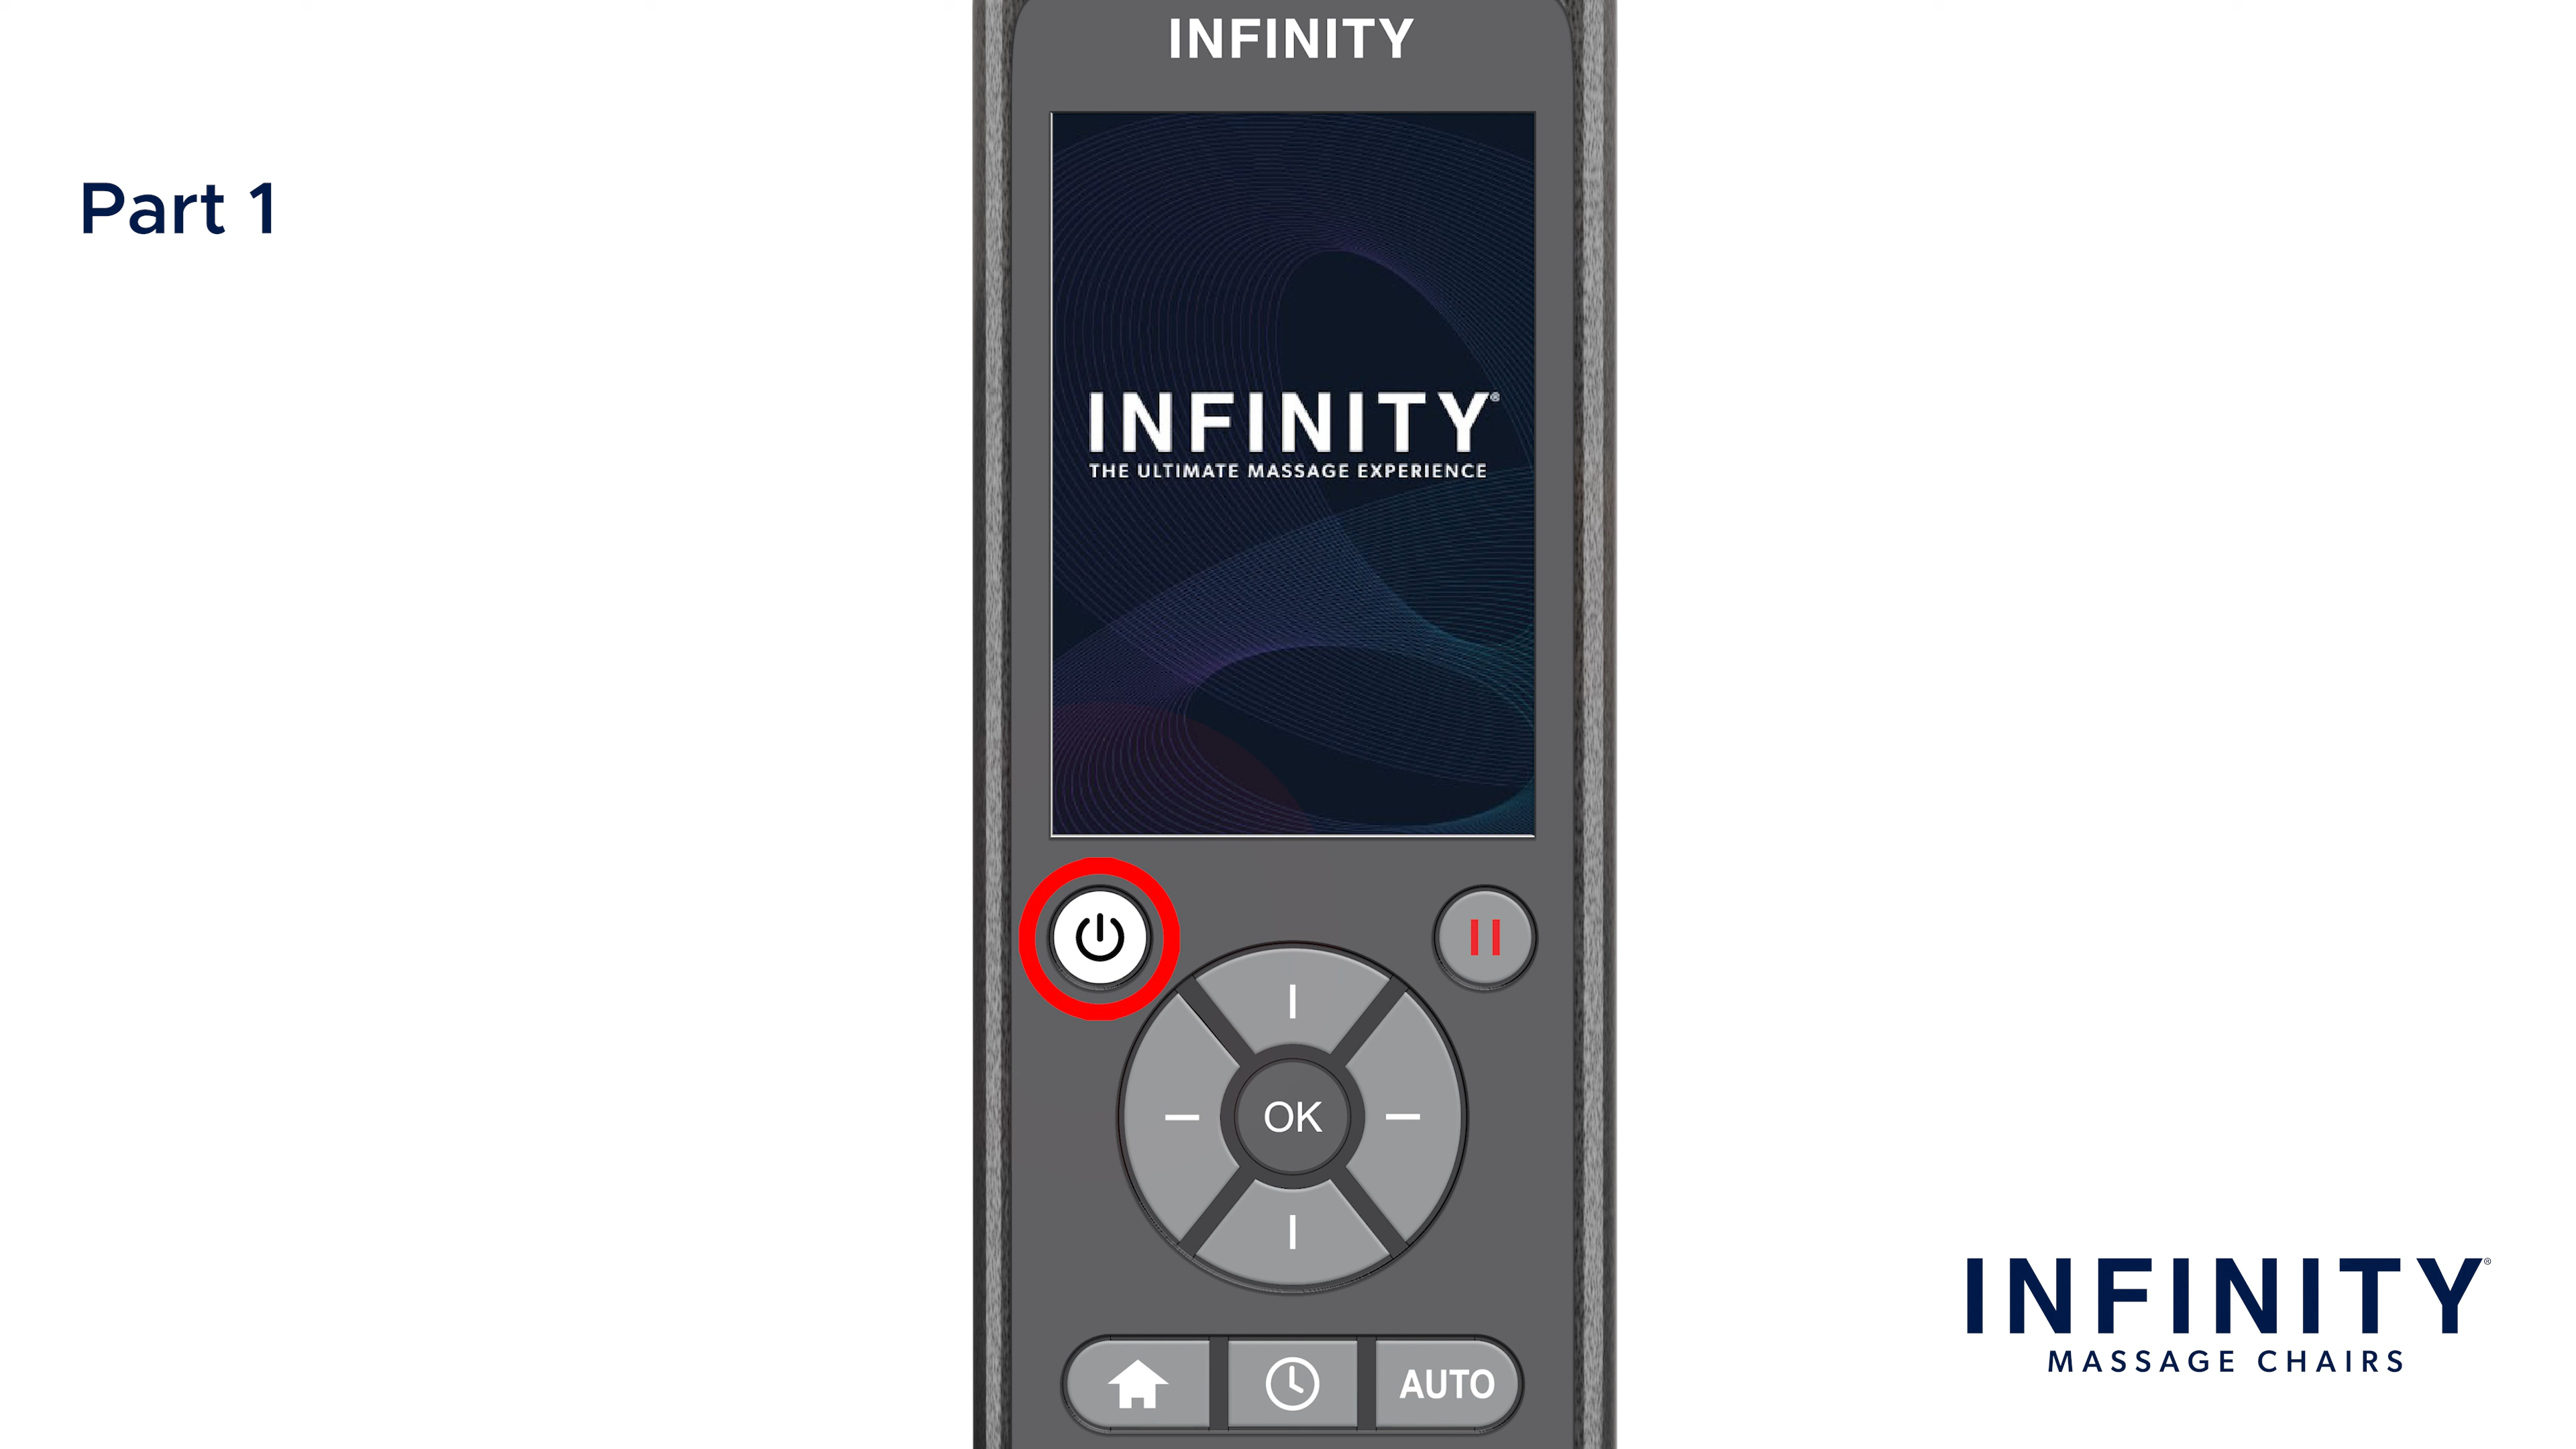 INFINITY
Part 1
INFINITY®
THE ULTIMATE MASSAGE EXPERIENCE
OK
AUTO
INFINITY®
MASSAGE CHAIRS